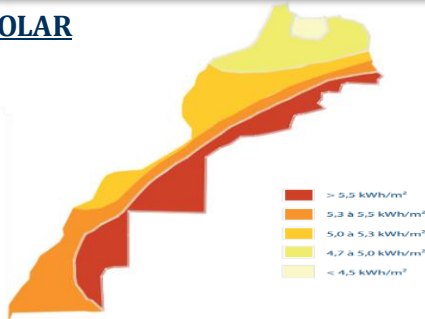 OLAR
> 5,5 kWh/m²
5,3 à 5,5 kWh/m²
5,0 à 5,3 kWh/m²
4,7 à 5,0 kWh/m²
< 4,5 kWh/m²